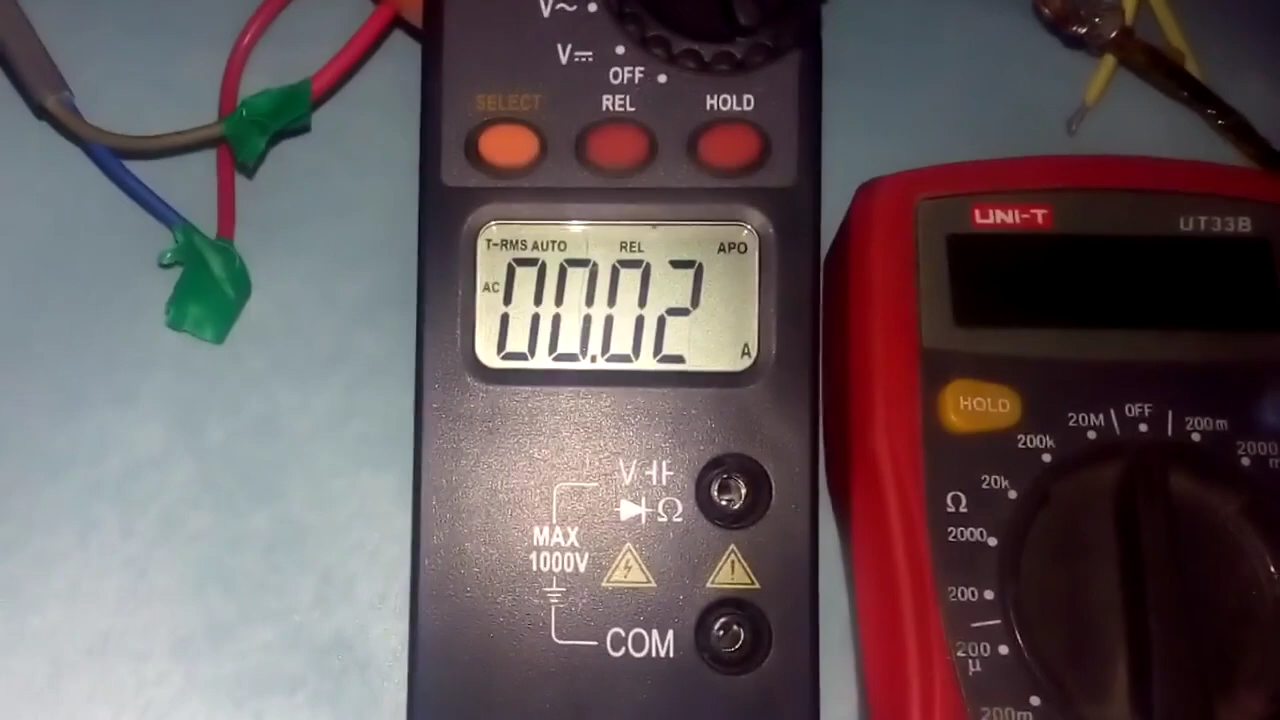 V~
V⎓
OFF
SELECT REL HOLD
T-RMS AUTO REL APO
AC 00.02 A
V
Ω
MAX
1000V
COM
UNI-T
UT33B
HOLD
OFF
20M
200m
200k
2000
m
20k
Ω
2000
200
200
μ
200m